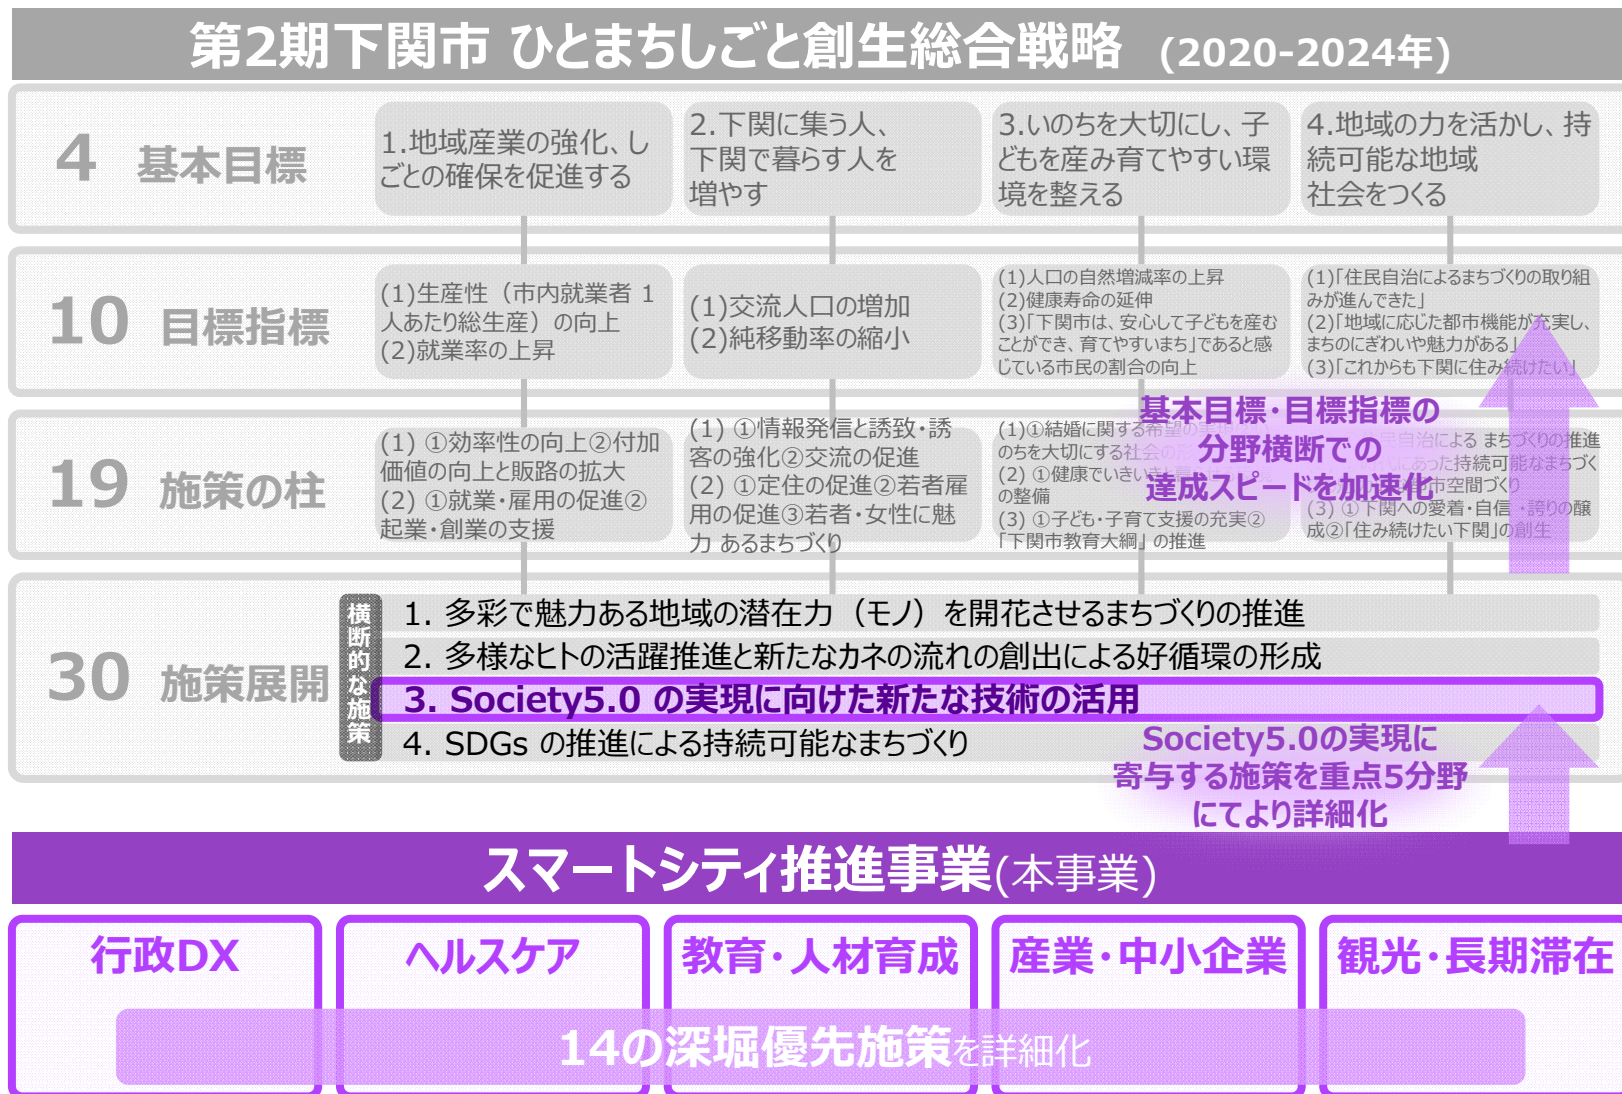 第2期下関市 ひとまちしごと創生総合戦略 (2020-2024年)
4 基本目標
1.地域産業の強化、し
ごとの確保を促進する
2.下関に集う人、
下関で暮らす人を
増やす
3.いのちを大切にし、子
どもを産み育てやすい環
境を整える
4.地域の力を活かし、持
続可能な地域
社会をつくる
10 目標指標
(1)生産性（市内就業者 1
人あたり総生産）の向上
(2)就業率の上昇
(1)交流人口の増加
(2)純移動率の縮小
(1)人口の自然増減率の上昇
(2)健康寿命の延伸
(3)「下関市は、安心して子どもを産む
ことができ、育てやすいまち」であると感
じている市民の割合の向上
(1)「住民自治によるまちづくりの取り組
みが進んできた」
(2)「地域に応じた都市機能が充実し、
まちのにぎわいや魅力がある」
(3)「これからも下関に住み続けたい」
基本目標・目標指標の
分野横断での
達成スピードを加速化
19 施策の柱
(1) ①効率性の向上②付加
価値の向上と販路の拡大
(2) ①就業・雇用の促進②
起業・創業の支援
(1) ①情報発信と誘致・誘
客の強化②交流の促進
(2) ①定住の促進②若者雇
用の促進③若者・女性に魅
力 あるまちづくり
(1)①結婚に関する希望の
のちを大切にする社会の
(2) ①健康でいきいきと
の整備
(3) ①子ども・子育て支援の充実②
「下関市教育大綱」の推進
民自治による まちづくりの推進
にあった持続可能なまちづく
市空間づくり
(3) ①下関への愛着・自信・誇りの醸
成②「住み続けたい下関」の創生
30 施策展開
横断的な施策
1. 多彩で魅力ある地域の潜在力（モノ）を開花させるまちづくりの推進
2. 多様なヒトの活躍推進と新たなカネの流れの創出による好循環の形成
3. Society5.0 の実現に向けた新たな技術の活用
4. SDGs の推進による持続可能なまちづくり
Society5.0の実現に
寄与する施策を重点5分野
にてより詳細化
スマートシティ推進事業(本事業)
行政DX
ヘルスケア
教育・人材育成
産業・中小企業
観光・長期滞在
14の深堀優先施策を詳細化